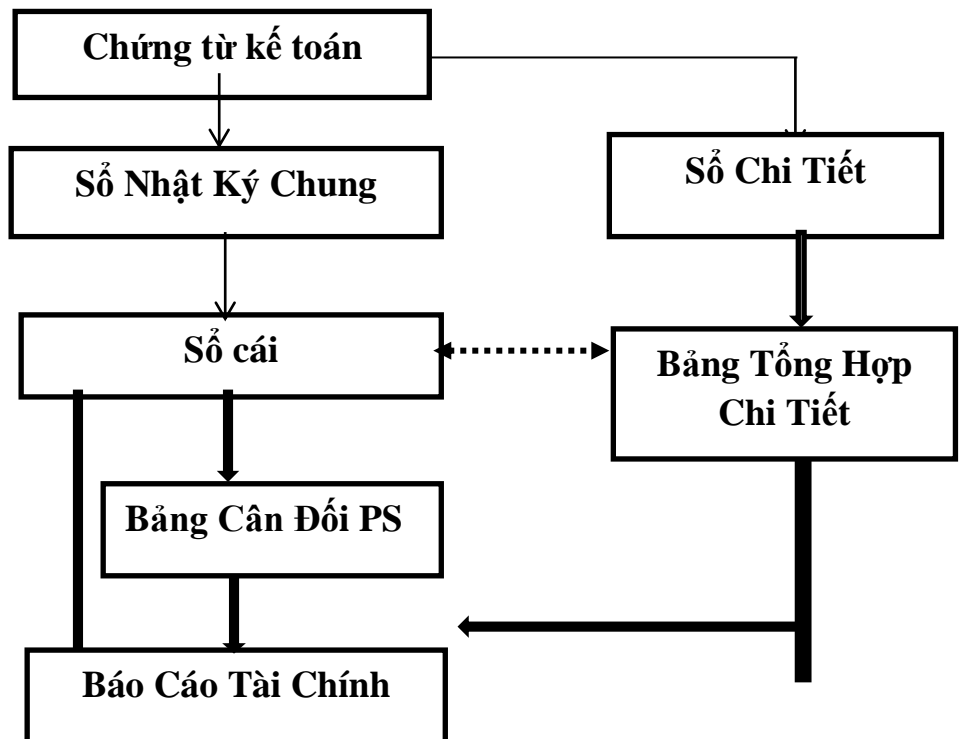 Chứng từ kế toán
Sổ Nhật Ký Chung
Sổ Chi Tiết
Sổ cái
Bảng Tổng Hợp
Chi Tiết
Bảng Cân Đối PS
Báo Cáo Tài Chính